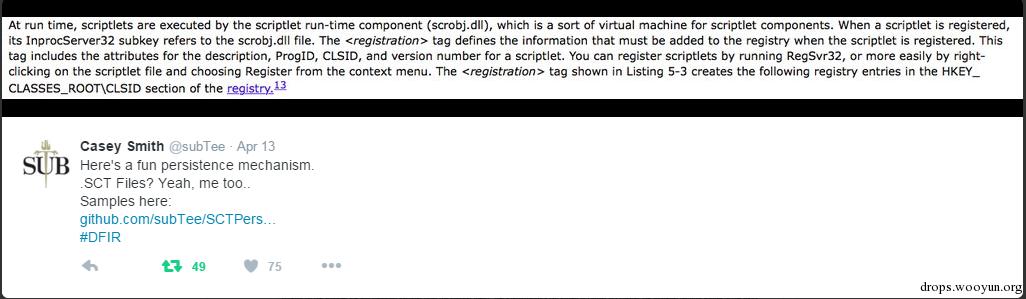 At run time, scriptlets are executed by the scriptlet run-time component (scrobj.dll), which is a sort of virtual machine for scriptlet components. When a scriptlet is registered,
its InprocServer32 subkey refers to the scrobj.dll file. The <registration> tag defines the information that must be added to the registry when the scriptlet is registered. This
tag includes the attributes for the description, ProgID, CLSID, and version number for a scriptlet. You can register scriptlets by running RegSvr32, or more easily by right-
clicking on the scriptlet file and choosing Register from the context menu. The <registration> tag shown in Listing 5-3 creates the following registry entries in the HKEY_
CLASSES_ROOT\CLSID section of the registry.13
SUB
Casey Smith @subTee · Apr 13
Here's a fun persistence mechanism.
.SCT Files? Yeah, me too..
Samples here:
github.com/subTee/SCTPers…
#DFIR
49 75
drops.wooyun.org